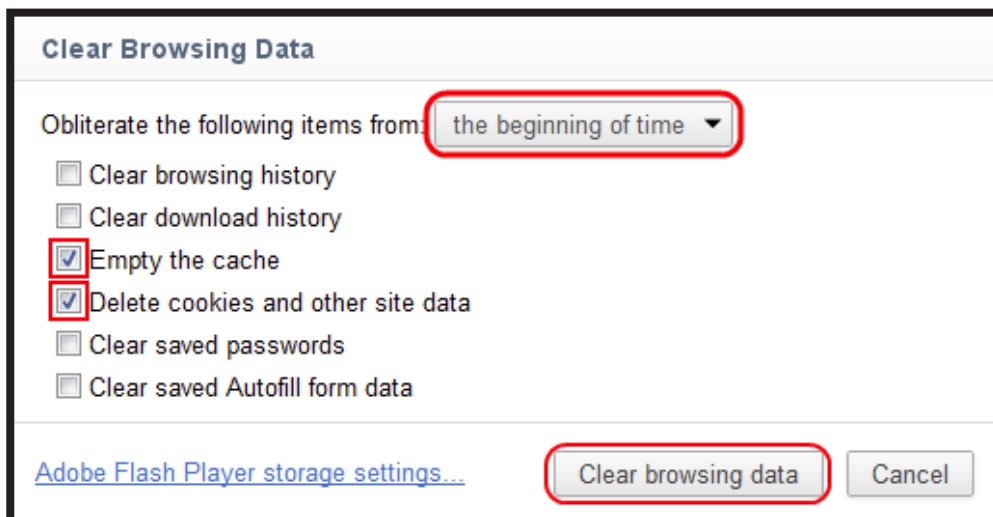 Clear Browsing Data
Obliterate the following items from: the beginning of time
Clear browsing history
Clear download history
Empty the cache
Delete cookies and other site data
Clear saved passwords
Clear saved Autofill form data
Adobe Flash Player storage settings... Clear browsing data Cancel